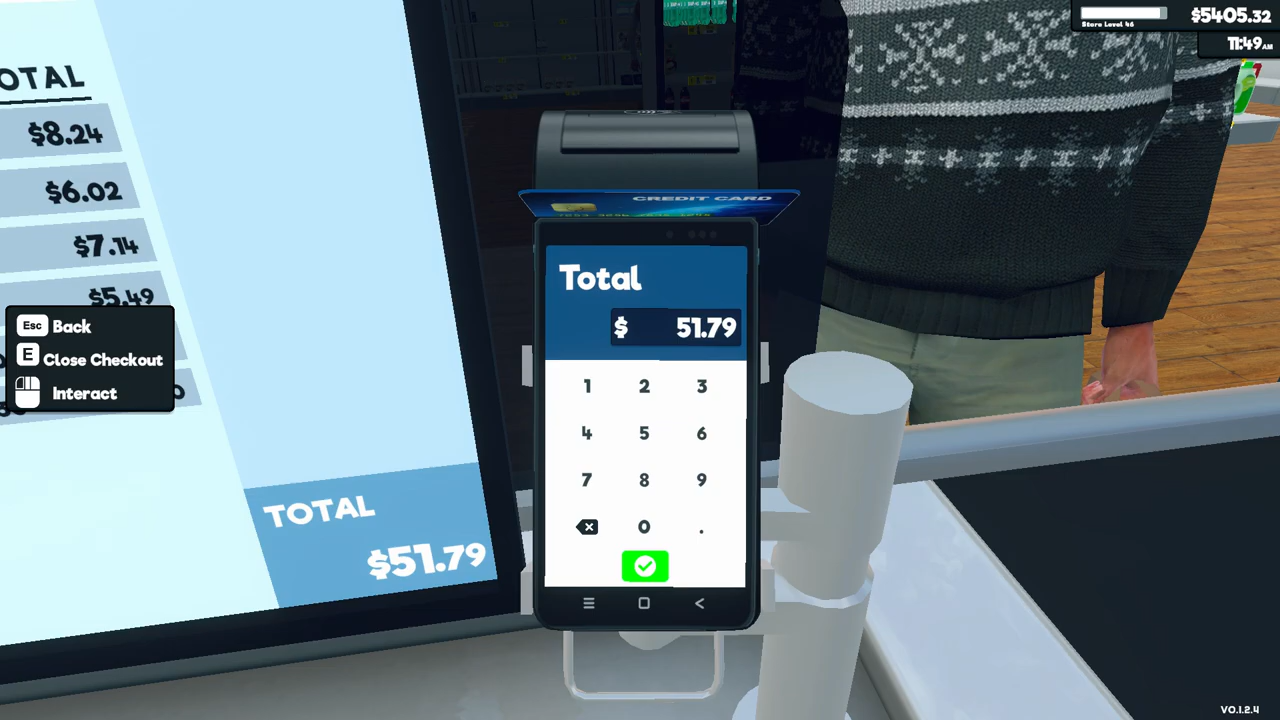 $5405.32
Store Level 46
11:49AM
OTAL
$8.24
$6.02
$7.14
$5.49
Esc Back
E Close Checkout
Interact
TOTAL
$51.79
CREDIT CARD
Total
$ 51.79
1 2 3
4 5 6
7 8 9
0 .
V0.1.2.4